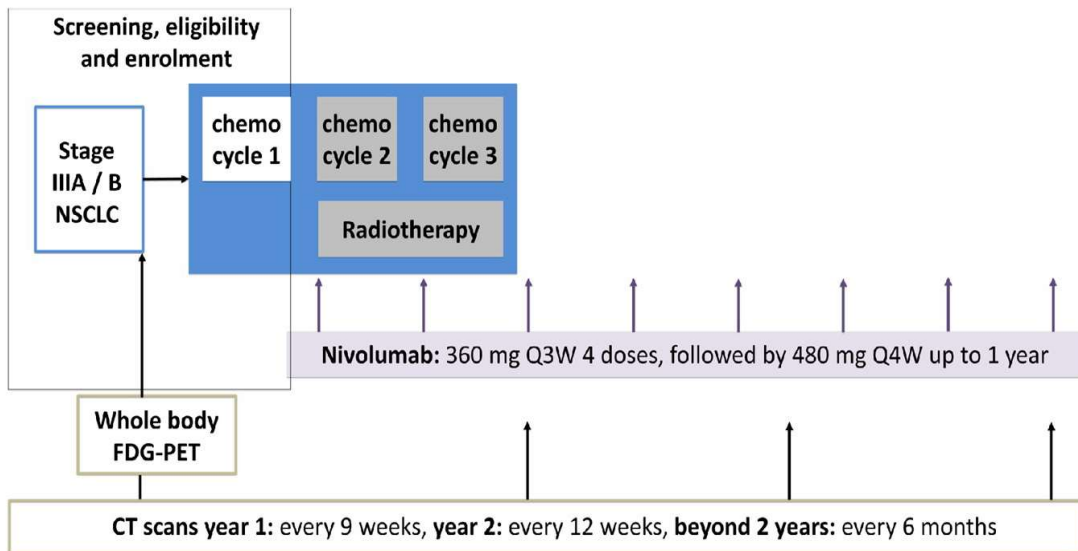 Screening, eligibility
and enrolment
Stage
IIIA / B
NSCLC
chemo
cycle 1
chemo
cycle 2
chemo
cycle 3
Radiotherapy
Nivolumab: 360 mg Q3W 4 doses, followed by 480 mg Q4W up to 1 year
Whole body
FDG-PET
CT scans year 1: every 9 weeks, year 2: every 12 weeks, beyond 2 years: every 6 months